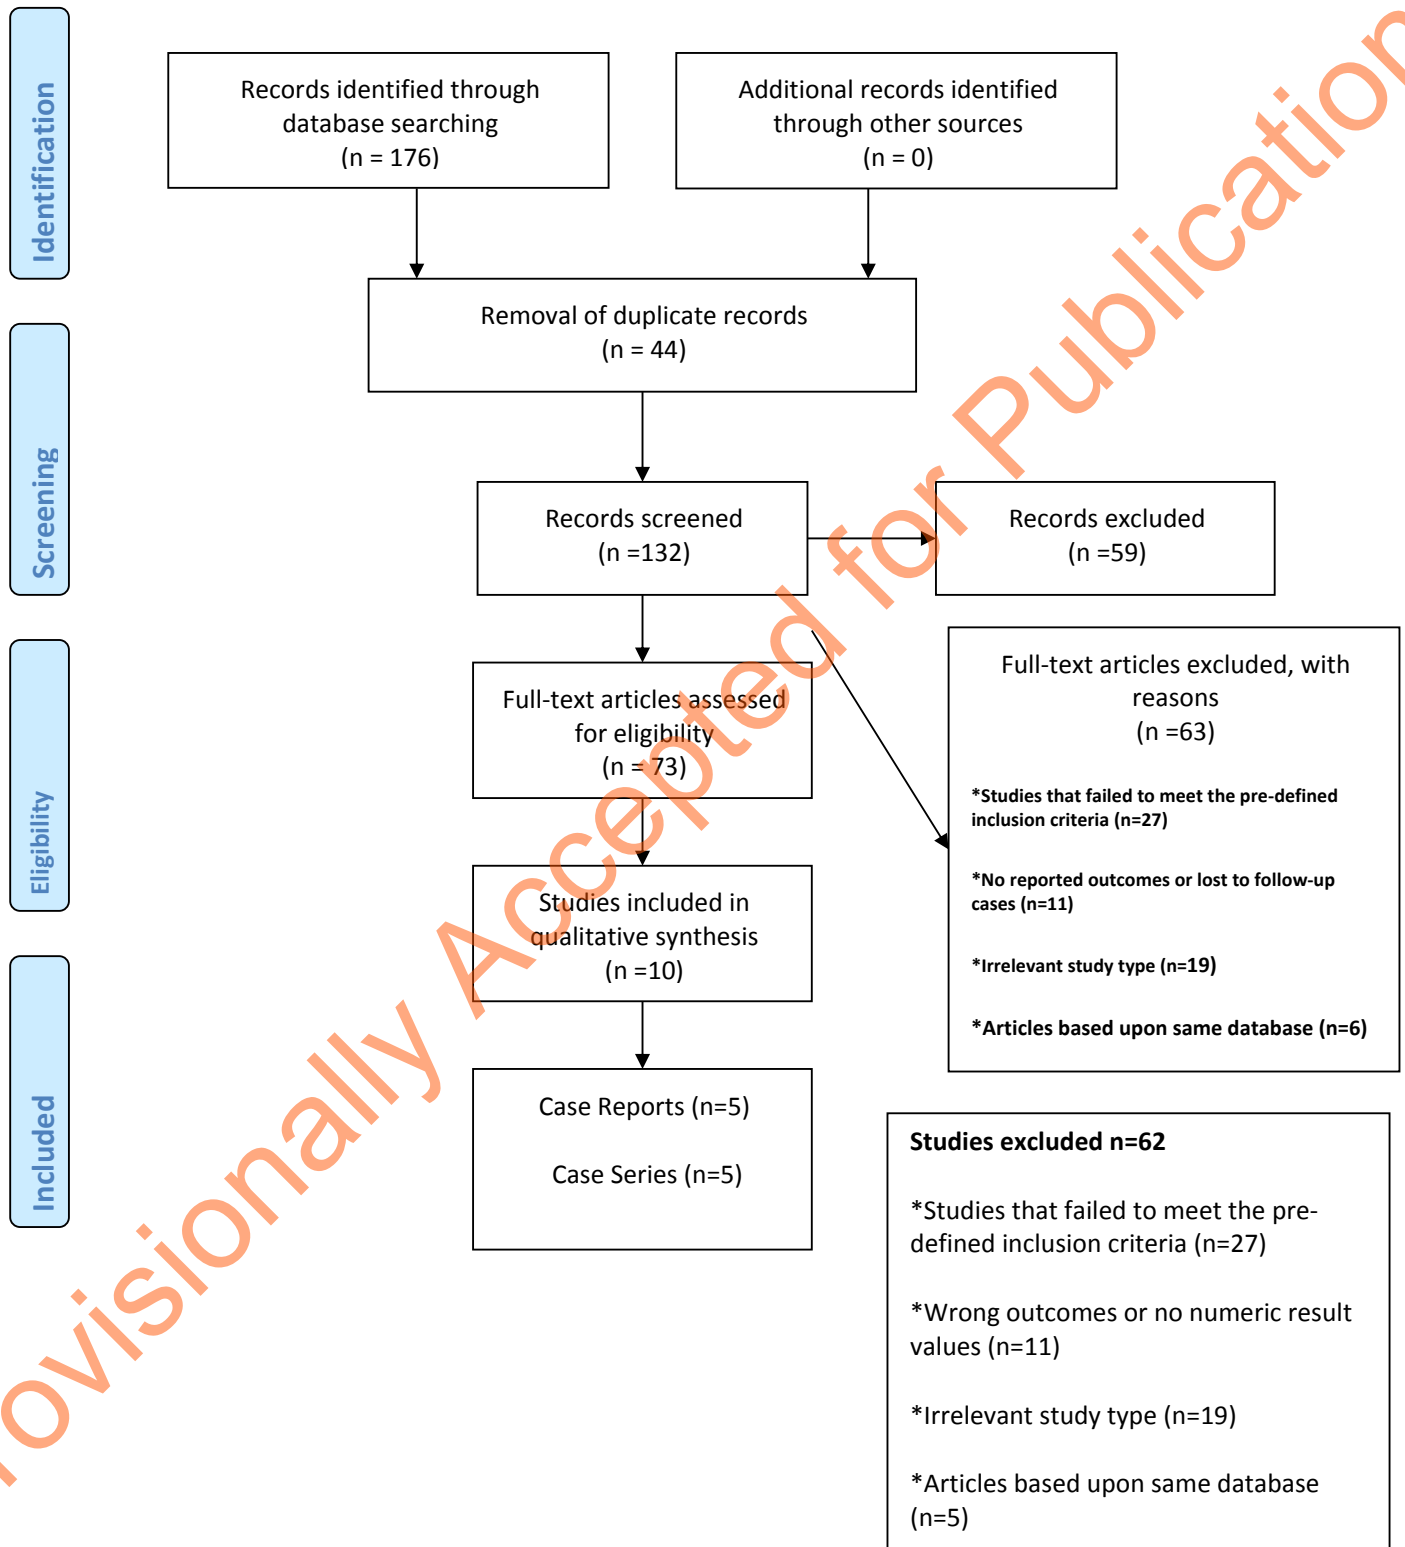 Identification
Records identified through
database searching
(n = 176)
Additional records identified
through other sources
(n = 0)
Removal of duplicate records
(n = 44)
Screening
Records screened
(n =132)
Records excluded
(n =59)
Eligibility
Full-text articles assessed
for eligibility
(n = 73)
Full-text articles excluded, with
reasons
(n =63)
*Studies that failed to meet the pre-defined
inclusion criteria (n=27)
*No reported outcomes or lost to follow-up
cases (n=11)
*Irrelevant study type (n=19)
*Articles based upon same database (n=6)
Studies included in
qualitative synthesis
(n =10)
Included
Case Reports (n=5)
Case Series (n=5)
Studies excluded n=62
*Studies that failed to meet the pre-
defined inclusion criteria (n=27)
*Wrong outcomes or no numeric result
values (n=11)
*Irrelevant study type (n=19)
*Articles based upon same database
(n=5)
rovisionally Accepted for Publication